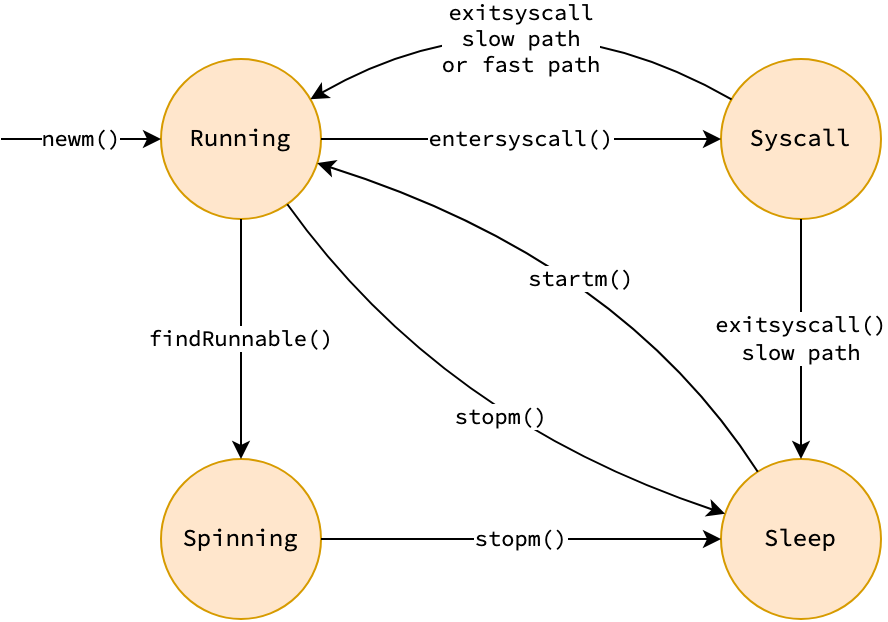 exitsyscall
slow path
or fast path
newm()
Running
entersyscall()
Syscall
startm()
exitsyscall()
slow path
findRunnable()
stopm()
Spinning
stopm()
Sleep